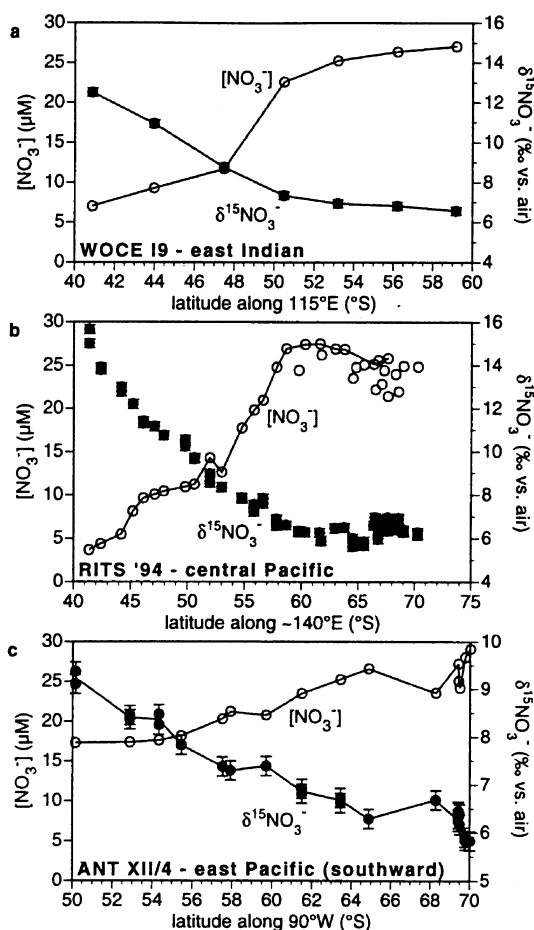 a
30
25
20
15
10
5
0
[NO3-] (µM)
16
14
12
10
8
6
4
δ15NO3- (‰ vs. air)
[NO3-]
δ15NO3-
WOCE I9 - east Indian
40 42 44 46 48 50 52 54 56 58 60
latitude along 115°E (°S)
b
30
25
20
15
10
5
0
[NO3-] (µM)
16
14
12
10
8
6
4
δ15NO3- (‰ vs. air)
[NO3-]
δ15NO3-
RITS '94 - central Pacific
40 45 50 55 60 65 70 75
latitude along ~140°E (°S)
c
30
25
20
15
10
5
0
[NO3-] (µM)
10
9
8
7
6
5
δ15NO3- (‰ vs. air)
[NO3-]
δ15NO3-
ANT XII/4 - east Pacific (southward)
50 52 54 56 58 60 62 64 66 68 70
latitude along 90°W (°S)